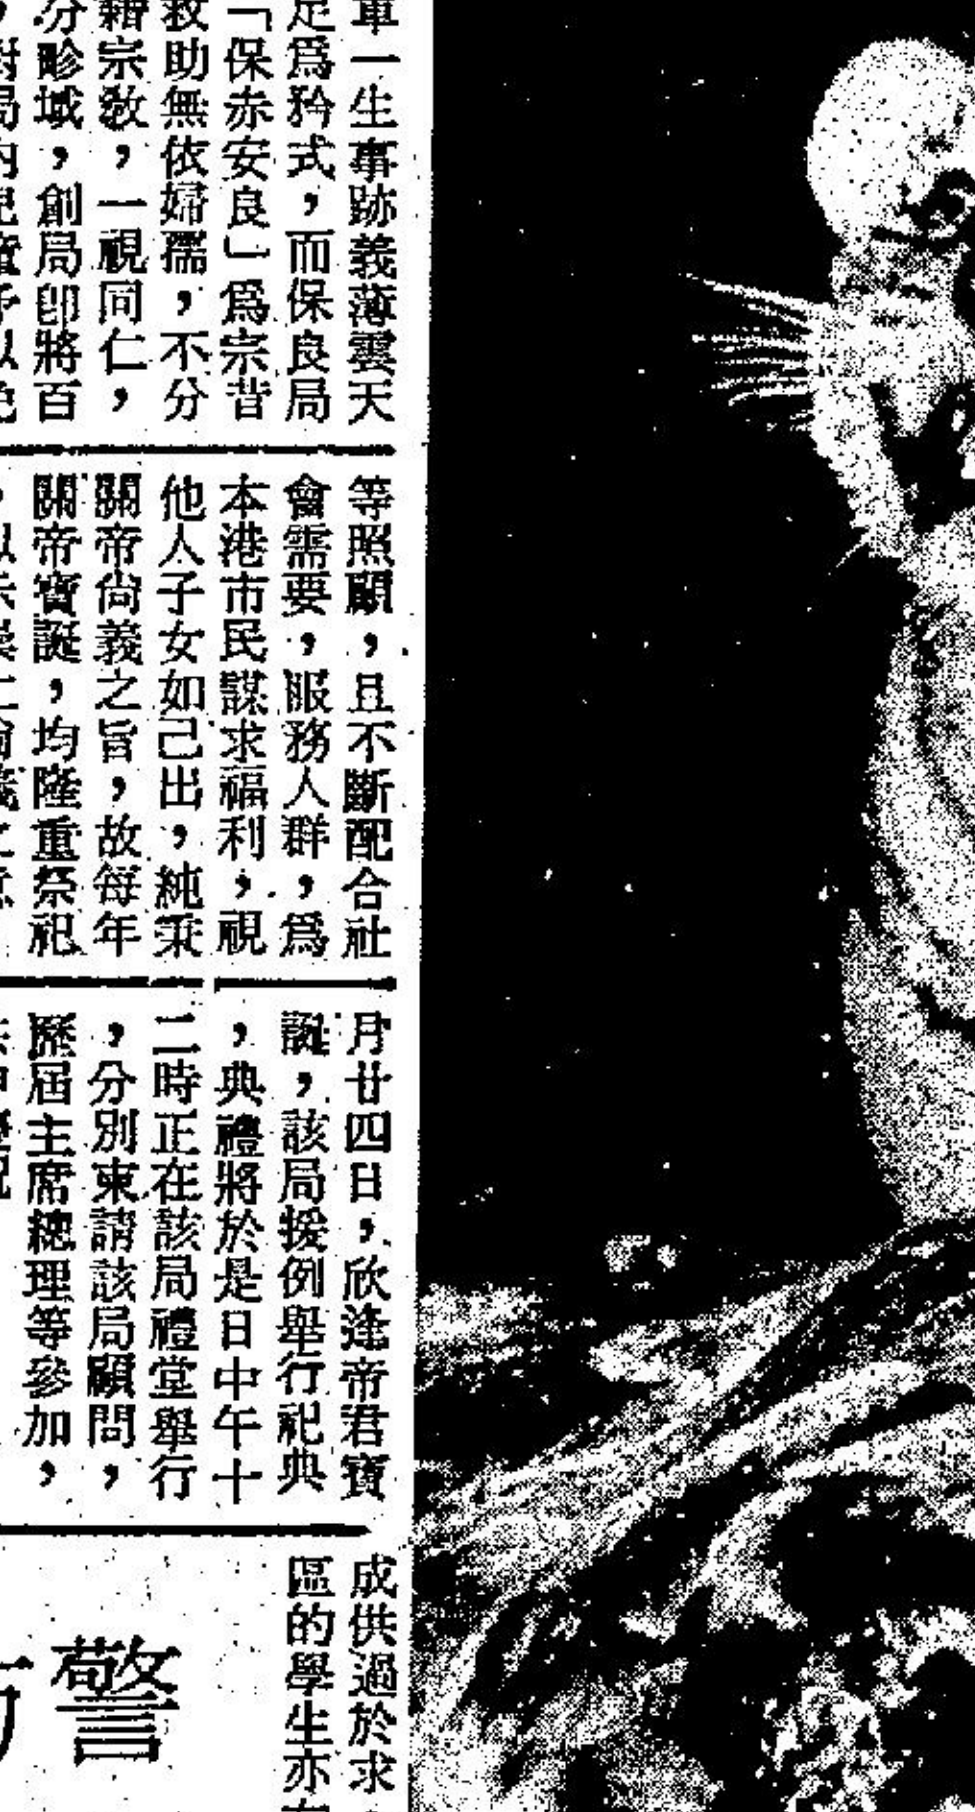 一生事跡義薄雲天
足爲矜式，而保良局
「保赤安良」爲宗旨
救助無依婦孺，不分
籍宗教，一視同仁，
分畛域，創局即將百
等照顧，且不斷配合社
會需要，服務人群，爲
本港市民謀求福利，視
他人子女如己出，純秉
關帝尚義之旨，故每年
關帝寶誕，均隆重祭祀
月廿四日，欣逢帝君寶
誕，該局援例舉行祀典
，典禮將於是日中午十
二時正在該局禮堂舉行
，分別柬請該局顧問，
歷屆主席總理等參加，
成供過於求
區的學生亦
警